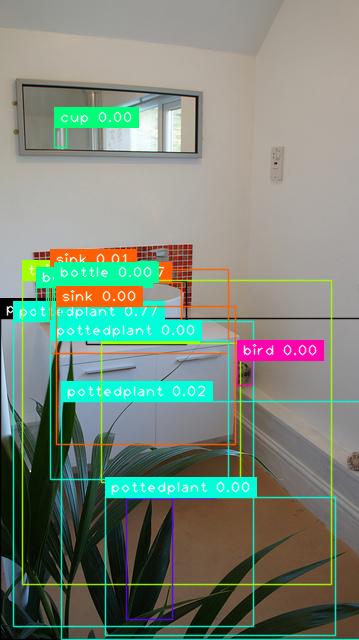 cup 0.00
sink 0.01
bottle 0.00
sink 0.00
pottedplant 0.77
pottedplant 0.00
bird 0.00
pottedplant 0.02
pottedplant 0.00